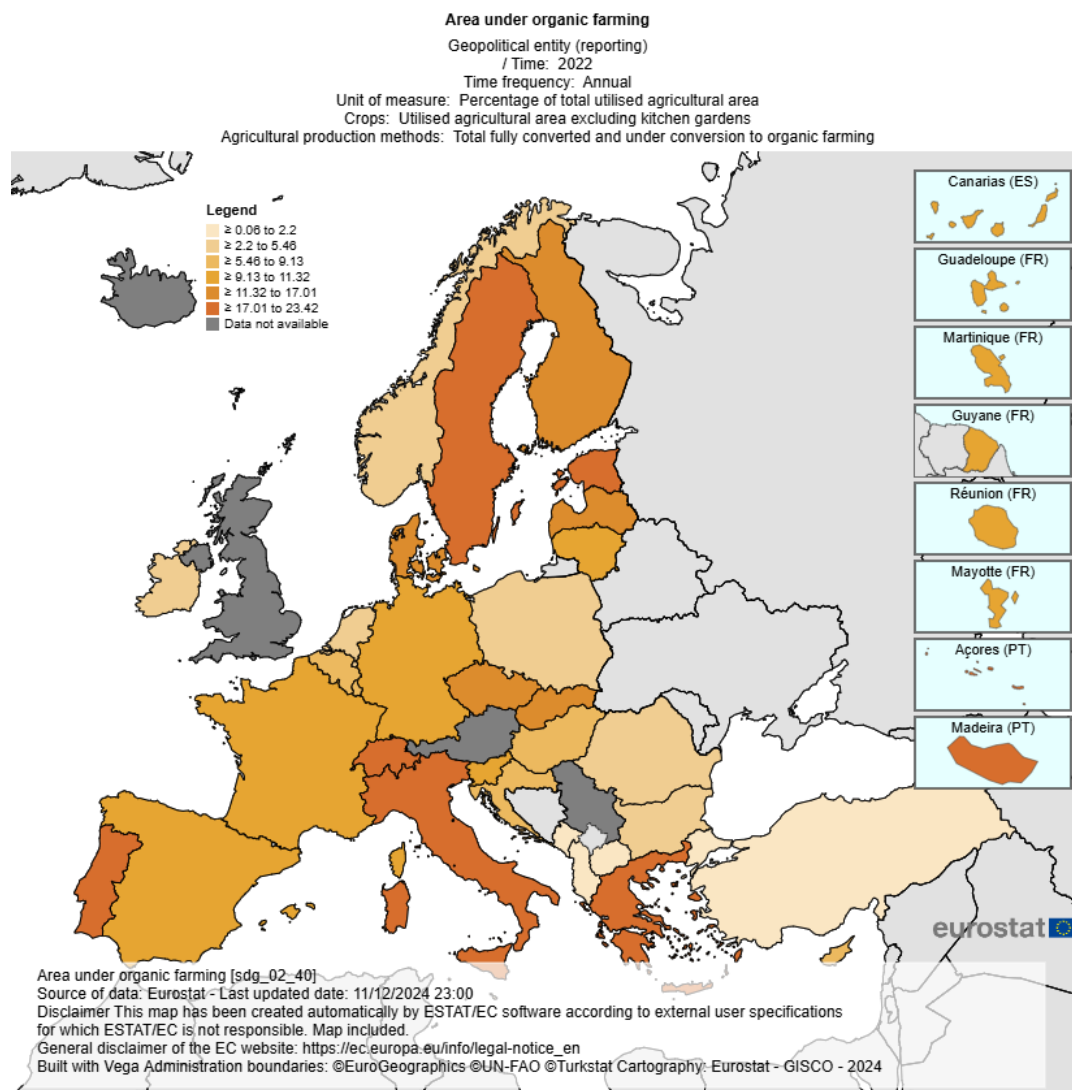 Area under organic farming
Geopolitical entity (reporting)
/ Time: 2022
Time frequency: Annual
Unit of measure: Percentage of total utilised agricultural area
Crops: Utilised agricultural area excluding kitchen gardens
Agricultural production methods: Total fully converted and under conversion to organic farming
Legend
≥ 0.06 to 2.2
≥ 2.2 to 5.46
≥ 5.46 to 9.13
≥ 9.13 to 11.32
≥ 11.32 to 17.01
≥ 17.01 to 23.42
Data not available
Canarias (ES)
Guadeloupe (FR)
Martinique (FR)
Guyane (FR)
Réunion (FR)
Mayotte (FR)
Açores (PT)
Madeira (PT)
eurostat
Area under organic farming [sdg_02_40]
Source of data: Eurostat - Last updated date: 11/12/2024 23:00
Disclaimer This map has been created automatically by ESTAT/EC software according to external user specifications
for which ESTAT/EC is not responsible. Map included.
General disclaimer of the EC website: https://ec.europa.eu/info/legal-notice_en
Built with Vega Administration boundaries: ©EuroGeographics ©UN-FAO ©Turkstat Cartography: Eurostat - GISCO - 2024